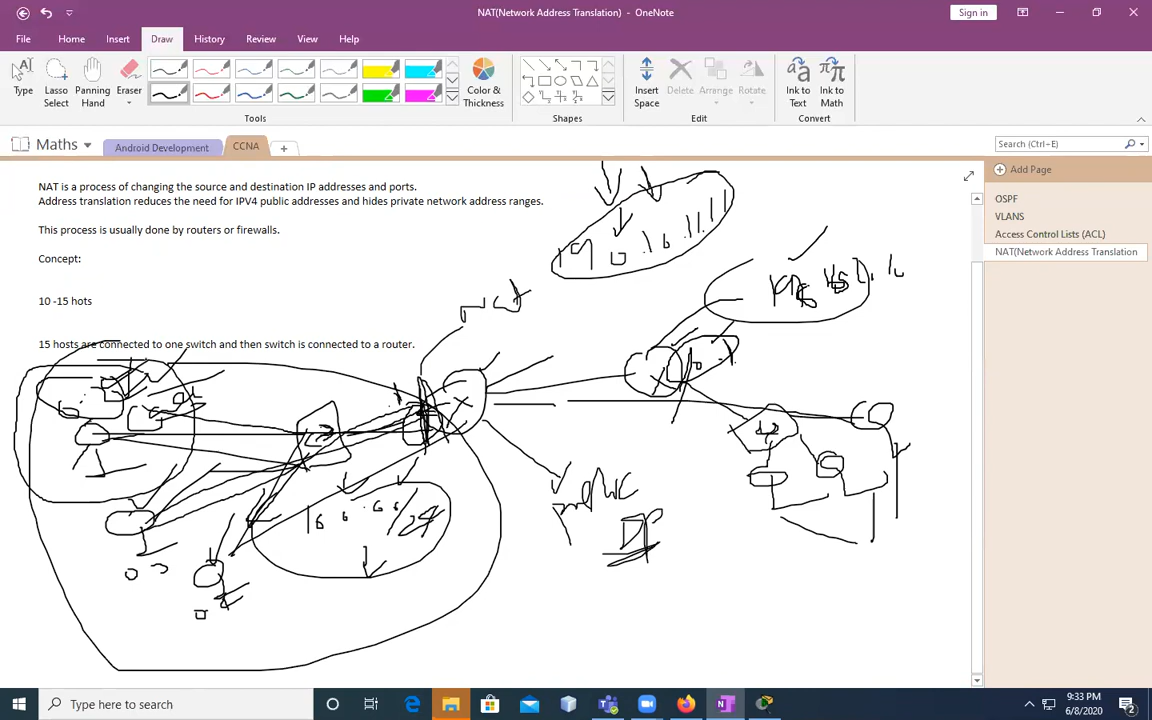 NAT(Network Address Translation) - OneNote
Sign in
File
Home
Insert
Draw
History
Review
View
Help
Type
Lasso Select
Panning Hand
Eraser
Color & Thickness
Insert Space
Delete
Arrange
Rotate
Ink to Text
Ink to Math
Tools
Shapes
Edit
Convert
Maths
Android Development
CCNA
Search (Ctrl+E)
Add Page
OSPF
VLANS
Access Control Lists (ACL)
NAT(Network Address Translation
NAT is a process of changing the source and destination IP addresses and ports.
Address translation reduces the need for IPV4 public addresses and hides private network address ranges.
This process is usually done by routers or firewalls.
Concept:
10 -15 hots
15 hosts are connected to one switch and then switch is connected to a router.
Type here to search
9:33 PM
6/8/2020
2